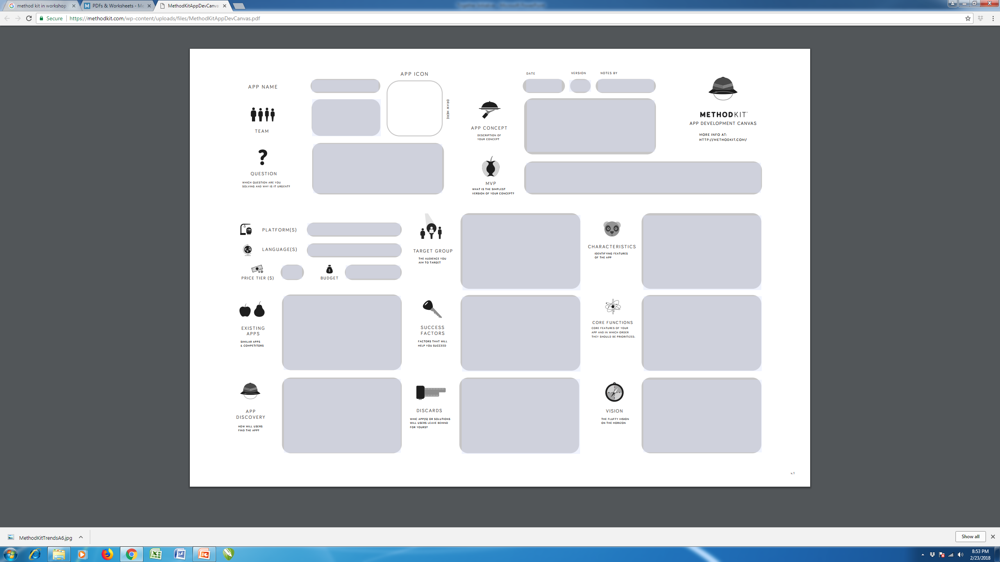 method kit in workshop
PDFs & Worksheets - Me
MethodKitAppDevCanva
Secure
https://methodkit.com/wp-content/uploads/files/MethodKitAppDevCanvas.pdf
APP NAME
APP ICON
DRAW HERE
DATE
VERSION
NOTES BY
TEAM
APP CONCEPT
DESCRIPTION OF
YOUR CONCEPT
METHODKIT
APP DEVELOPMENT CANVAS
MORE INFO AT:
HTTP://METHODKIT.COM/
?
QUESTION
WHICH QUESTION ARE YOU
SOLVING AND WHY IS IT URGENT?
MVP
WHAT IS THE SIMPLEST
VERSION OF YOUR CONCEPT?
PLATFORM(S)
LANGUAGE(S)
PRICE TIER ($)
BUDGET
TARGET GROUP
THE AUDIENCE YOU
AIM TO TARGET
CHARACTERISTICS
IDENTIFYING FEATURES
OF THE APP
EXISTING
APPS
SIMILAR APPS
& COMPETITORS
SUCCESS
FACTORS
FACTORS THAT WILL
HELP YOU SUCCEED
CORE FUNCTIONS
CORE FEATURES OF YOUR
APP AND IN WHICH ORDER
THEY SHOULD BE PRIORITIZED.
APP
DISCOVERY
HOW WILL USERS
FIND THE APP?
DISCARDS
WHIC APP(S) OR SOLUTIONS
WILL USERS LEAVE BEHIND
FOR YOURS?
VISION
THE FLUFFY VISION
ON THE HORIZON
v.1
MethodKitTrendsA6.jpg
Show all
8:53 PM
2/23/2018